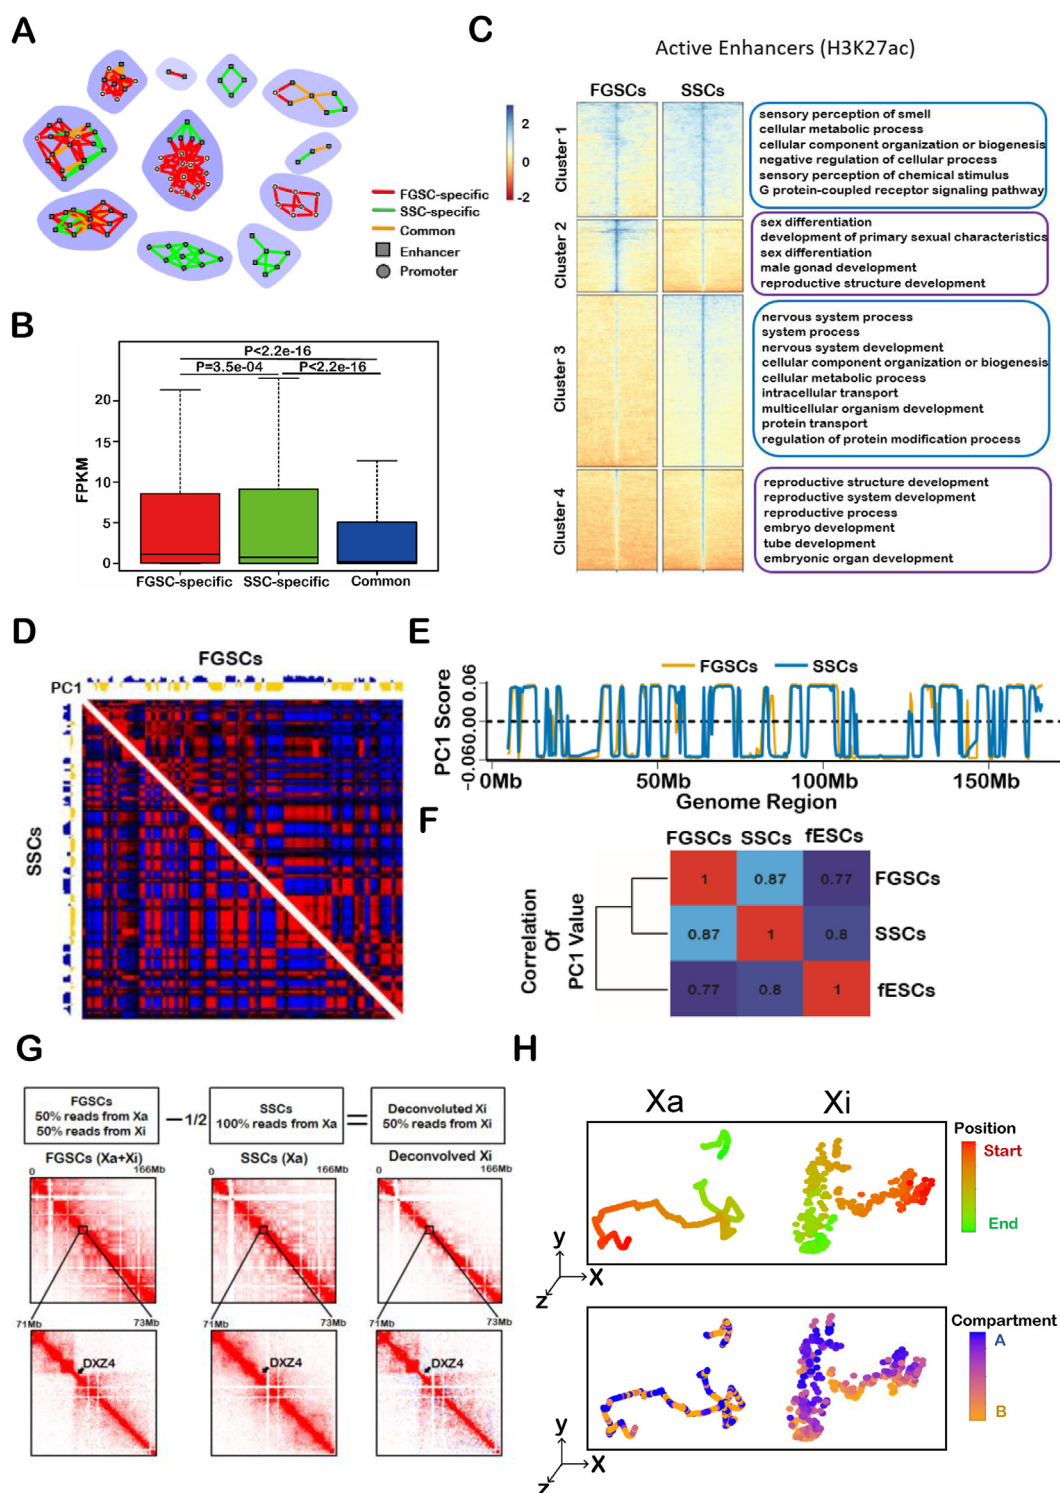 A
FGSC-specific
SSC-specific
Common
Enhancer
Promoter
B
P<2.2e-16
P=3.5e-04
P<2.2e-16
FPKM
20
15
10
5
0
FGSC-specific
SSC-specific
Common
C
Active Enhancers (H3K27ac)
FGSCs
SSCs
2
0
-2
Cluster 1
sensory perception of smell
cellular metabolic process
cellular component organization or biogenesis
negative regulation of cellular process
sensory perception of chemical stimulus
G protein-coupled receptor signaling pathway
Cluster 2
sex differentiation
development of primary sexual characteristics
sex differentiation
male gonad development
reproductive structure development
Cluster 3
nervous system process
system process
nervous system development
cellular component organization or biogenesis
cellular metabolic process
intracellular transport
multicellular organism development
protein transport
regulation of protein modification process
Cluster 4
reproductive structure development
reproductive system development
reproductive process
embryo development
tube development
embryonic organ development
D
FGSCs
PC1
SSCs
E
FGSCs
SSCs
PC1 Score
-0.06 0.00 0.06
0Mb
50Mb
100Mb
150Mb
Genome Region
F
FGSCs
SSCs
fESCs
Correlation
Of
PC1 Value
1
0.87
0.77
FGSCs
0.87
1
0.8
SSCs
0.77
0.8
1
fESCs
G
FGSCs
50% reads from Xa
50% reads from Xi
−1/2
SSCs
100% reads from Xa
=
Deconvoluted Xi
50% reads from Xi
FGSCs (Xa+Xi)
0
166Mb
71Mb
73Mb
DXZ4
SSCs (Xa)
0
166Mb
71Mb
73Mb
DXZ4
Deconvolved Xi
0
166Mb
71Mb
73Mb
DXZ4
H
Xa
Xi
Position
Start
End
y
X
z
Compartment
A
B
y
X
z